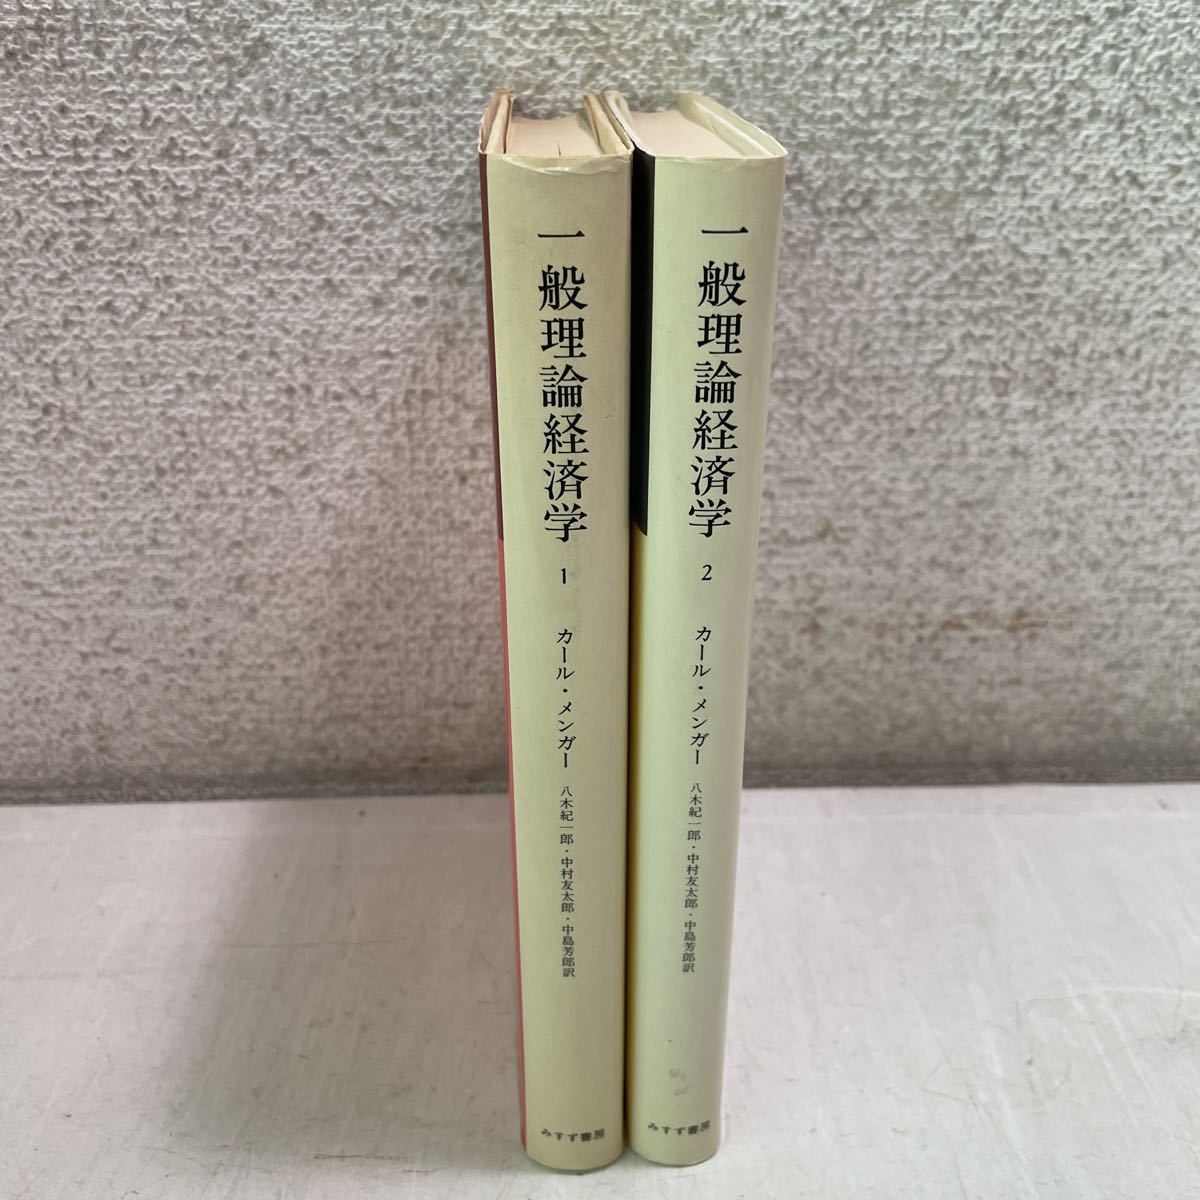 一般理論経済学 1 カール・メンガー 八木紀一郎・中村友太郎・中島芳郎訳 みすず書房
一般理論経済学 2 カール・メンガー 八木紀一郎・中村友太郎・中島芳郎訳 みすず書房